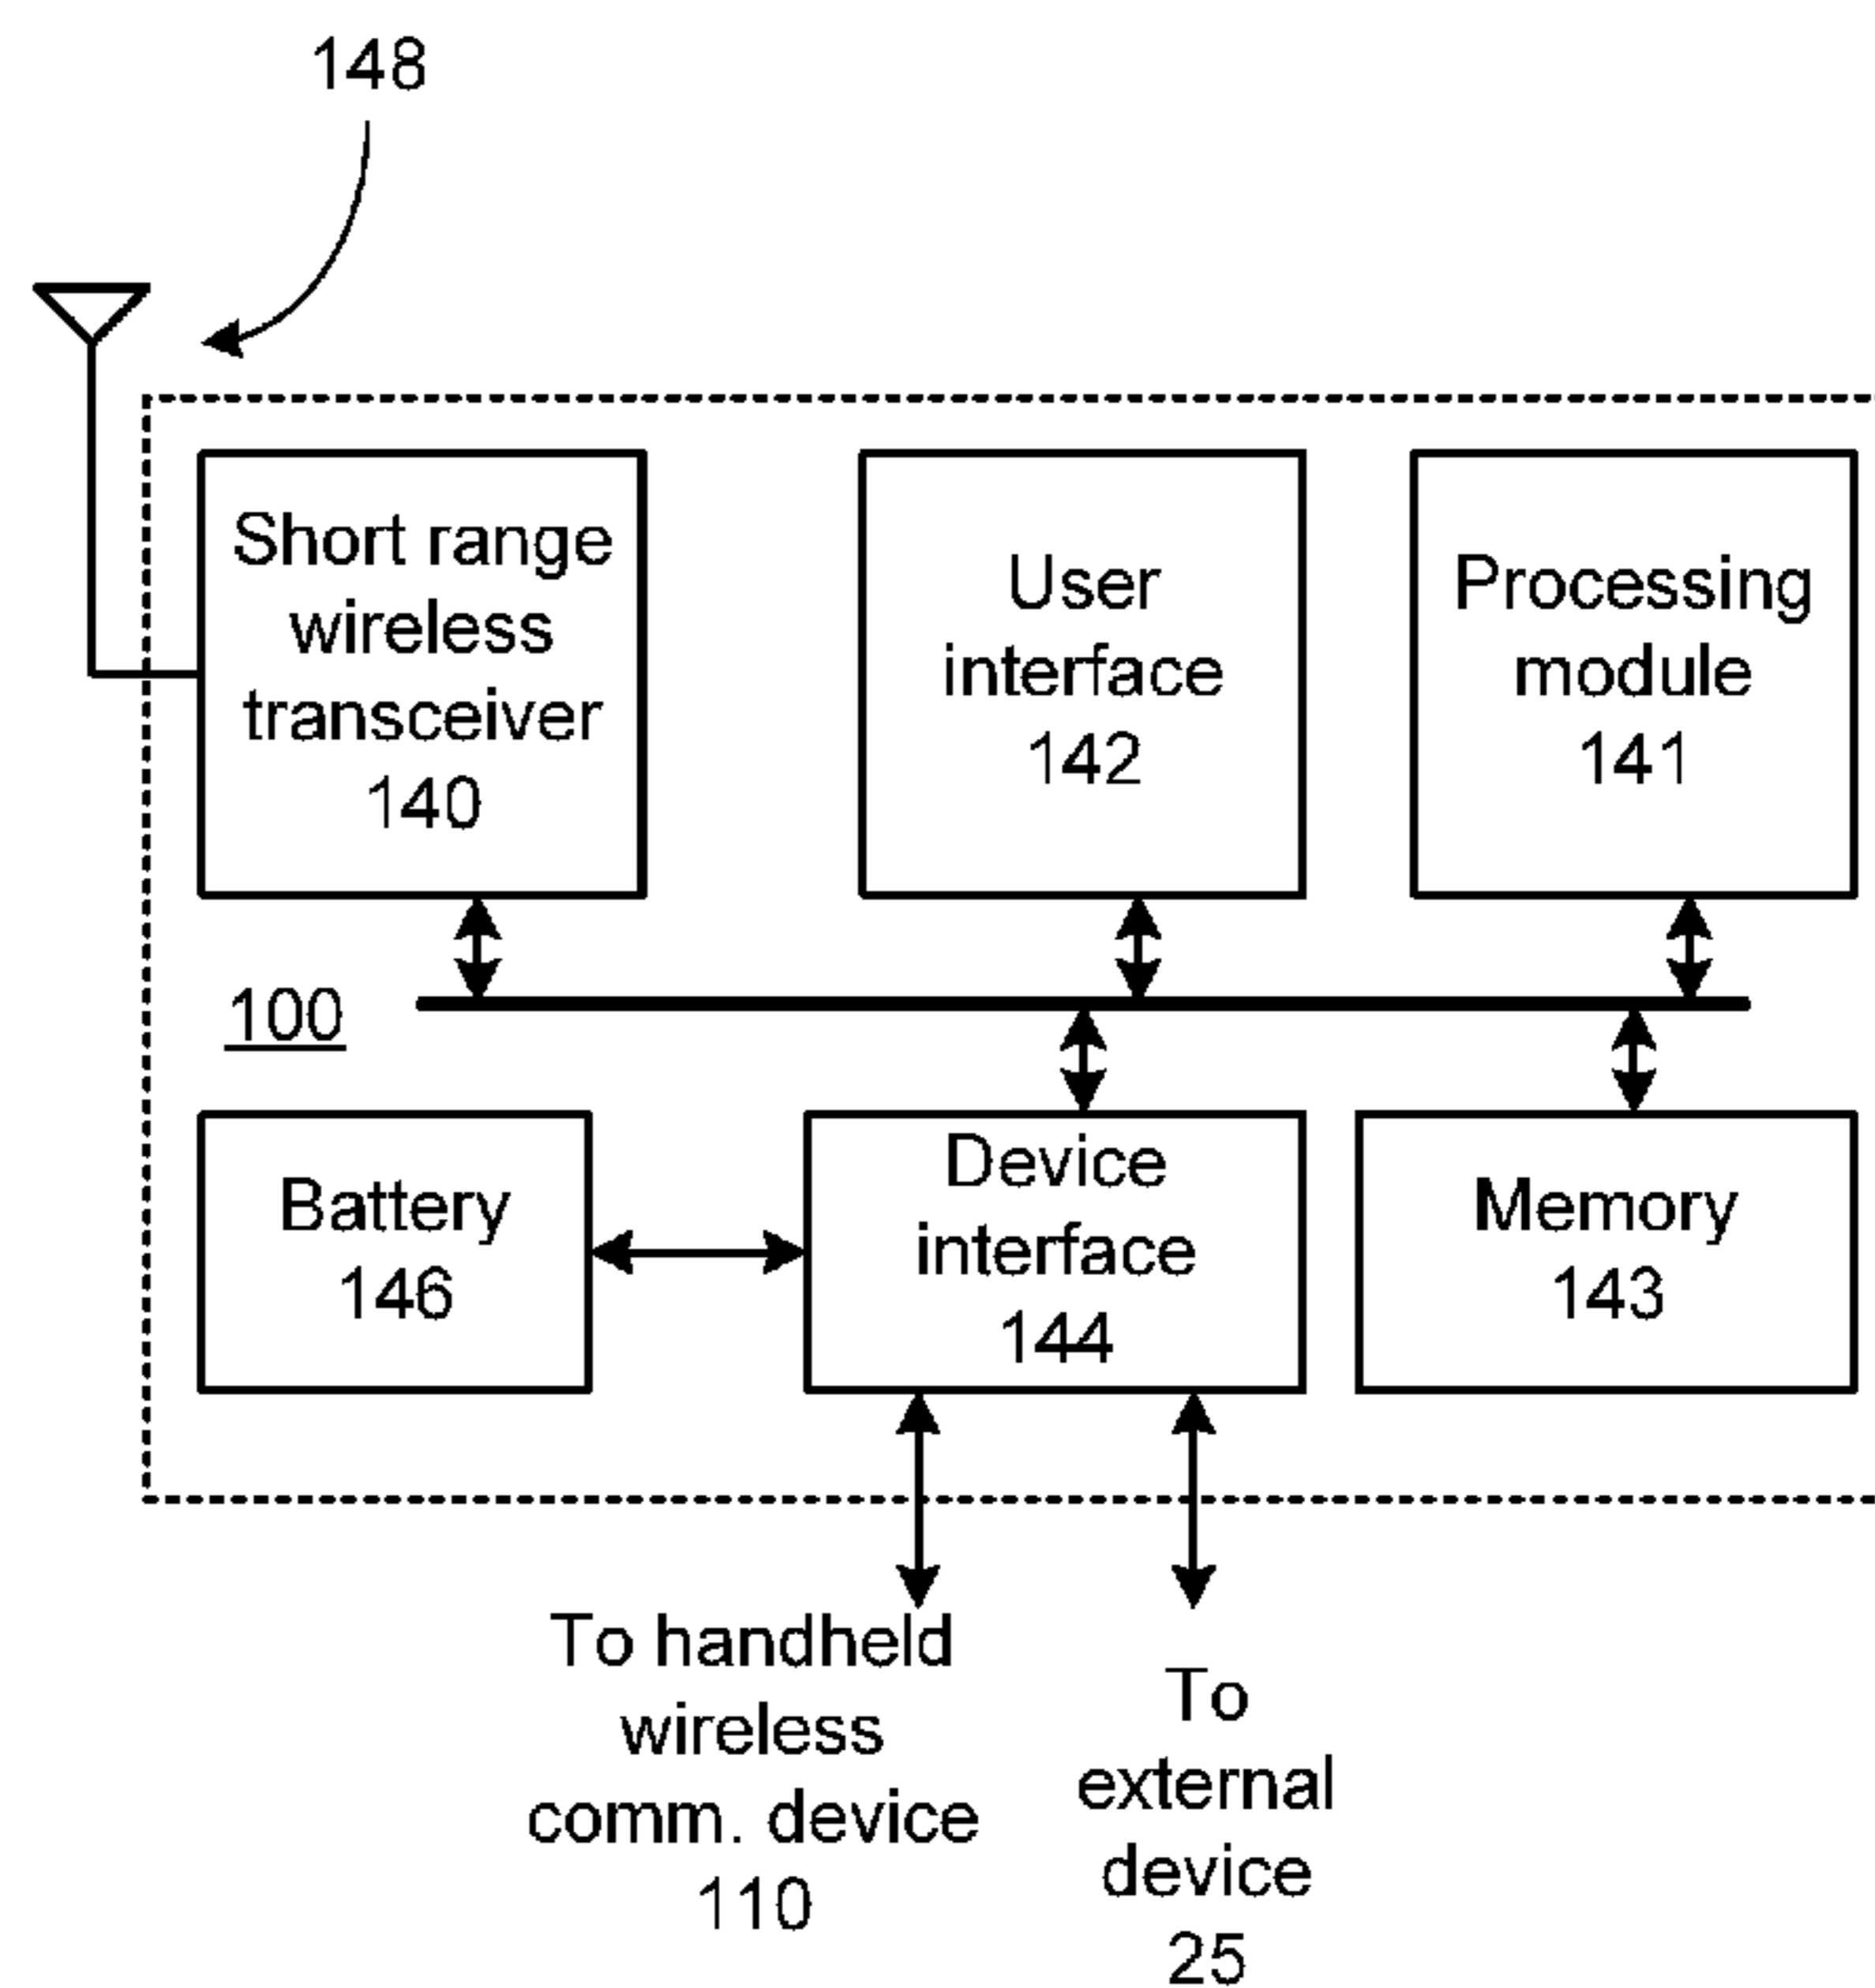 148
Short range
wireless
transceiver
140
User
interface
142
Processing
module
141
100
Battery
146
Device
interface
144
Memory
143
To handheld
wireless
comm. device
110
To
external
device
25